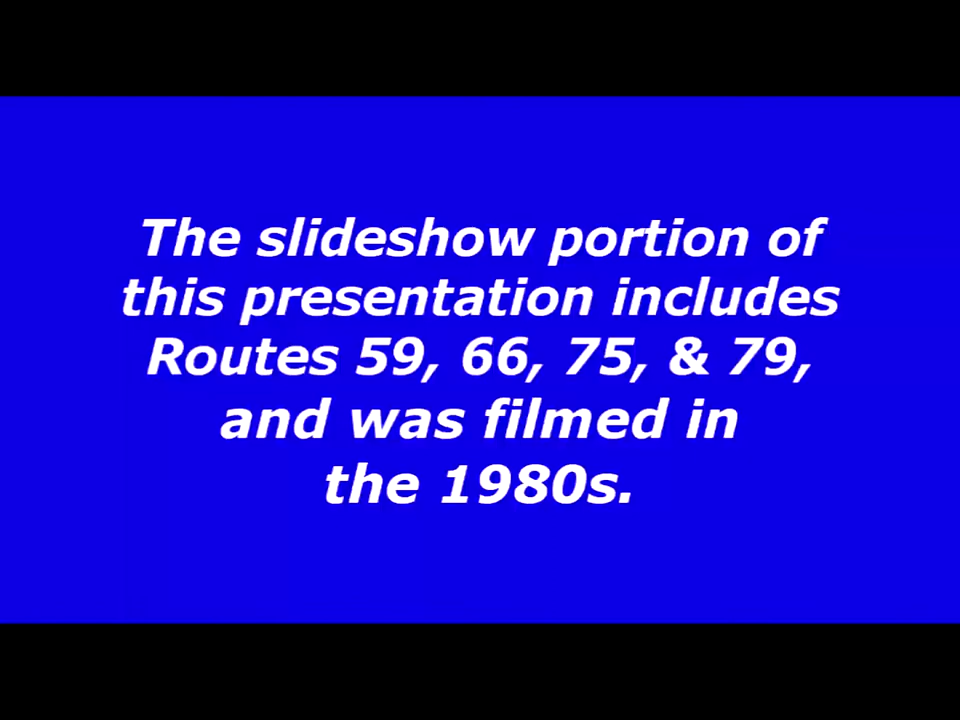 The slideshow portion of
this presentation includes
Routes 59, 66, 75, & 79,
and was filmed in
the 1980s.